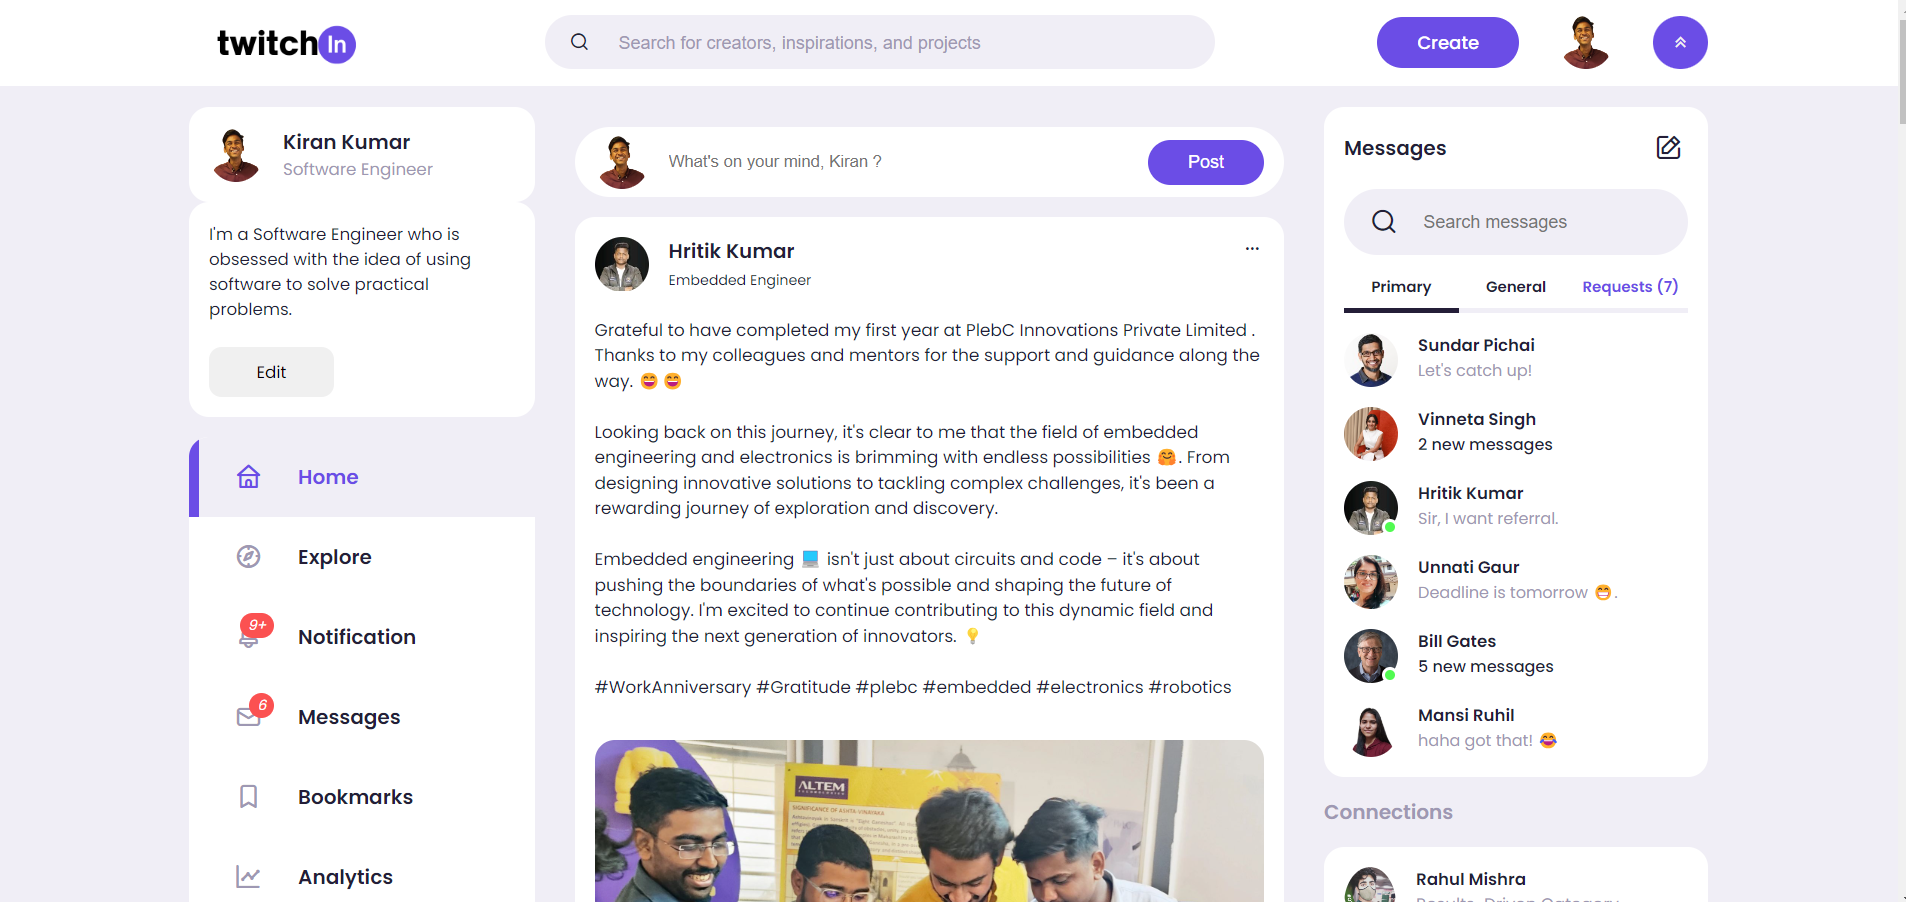 twitchIn
Search for creators, inspirations, and projects
Create
Kiran Kumar
Software Engineer
I'm a Software Engineer who is
obsessed with the idea of using
software to solve practical
problems.
Edit
Home
Explore
9+
Notification
6
Messages
Bookmarks
Analytics
What's on your mind, Kiran ?
Post
Hritik Kumar
Embedded Engineer
Grateful to have completed my first year at PlebC Innovations Private Limited .
Thanks to my colleagues and mentors for the support and guidance along the
way. 😄 😄
Looking back on this journey, it's clear to me that the field of embedded
engineering and electronics is brimming with endless possibilities 🤗. From
designing innovative solutions to tackling complex challenges, it's been a
rewarding journey of exploration and discovery.
Embedded engineering 💻 isn't just about circuits and code – it's about
pushing the boundaries of what's possible and shaping the future of
technology. I'm excited to continue contributing to this dynamic field and
inspiring the next generation of innovators. 💡
#WorkAnniversary #Gratitude #plebc #embedded #electronics #robotics
ALTEM
TECHNOLOGIES
SIGNIFICANCE OF ASHTA-VINAYAKA
Messages
Search messages
Primary General Requests (7)
Sundar Pichai
Let's catch up!
Vinneta Singh
2 new messages
Hritik Kumar
Sir, I want referral.
Unnati Gaur
Deadline is tomorrow 😁.
Bill Gates
5 new messages
Mansi Ruhil
haha got that! 😂
Connections
Rahul Mishra
Results-Driven Category